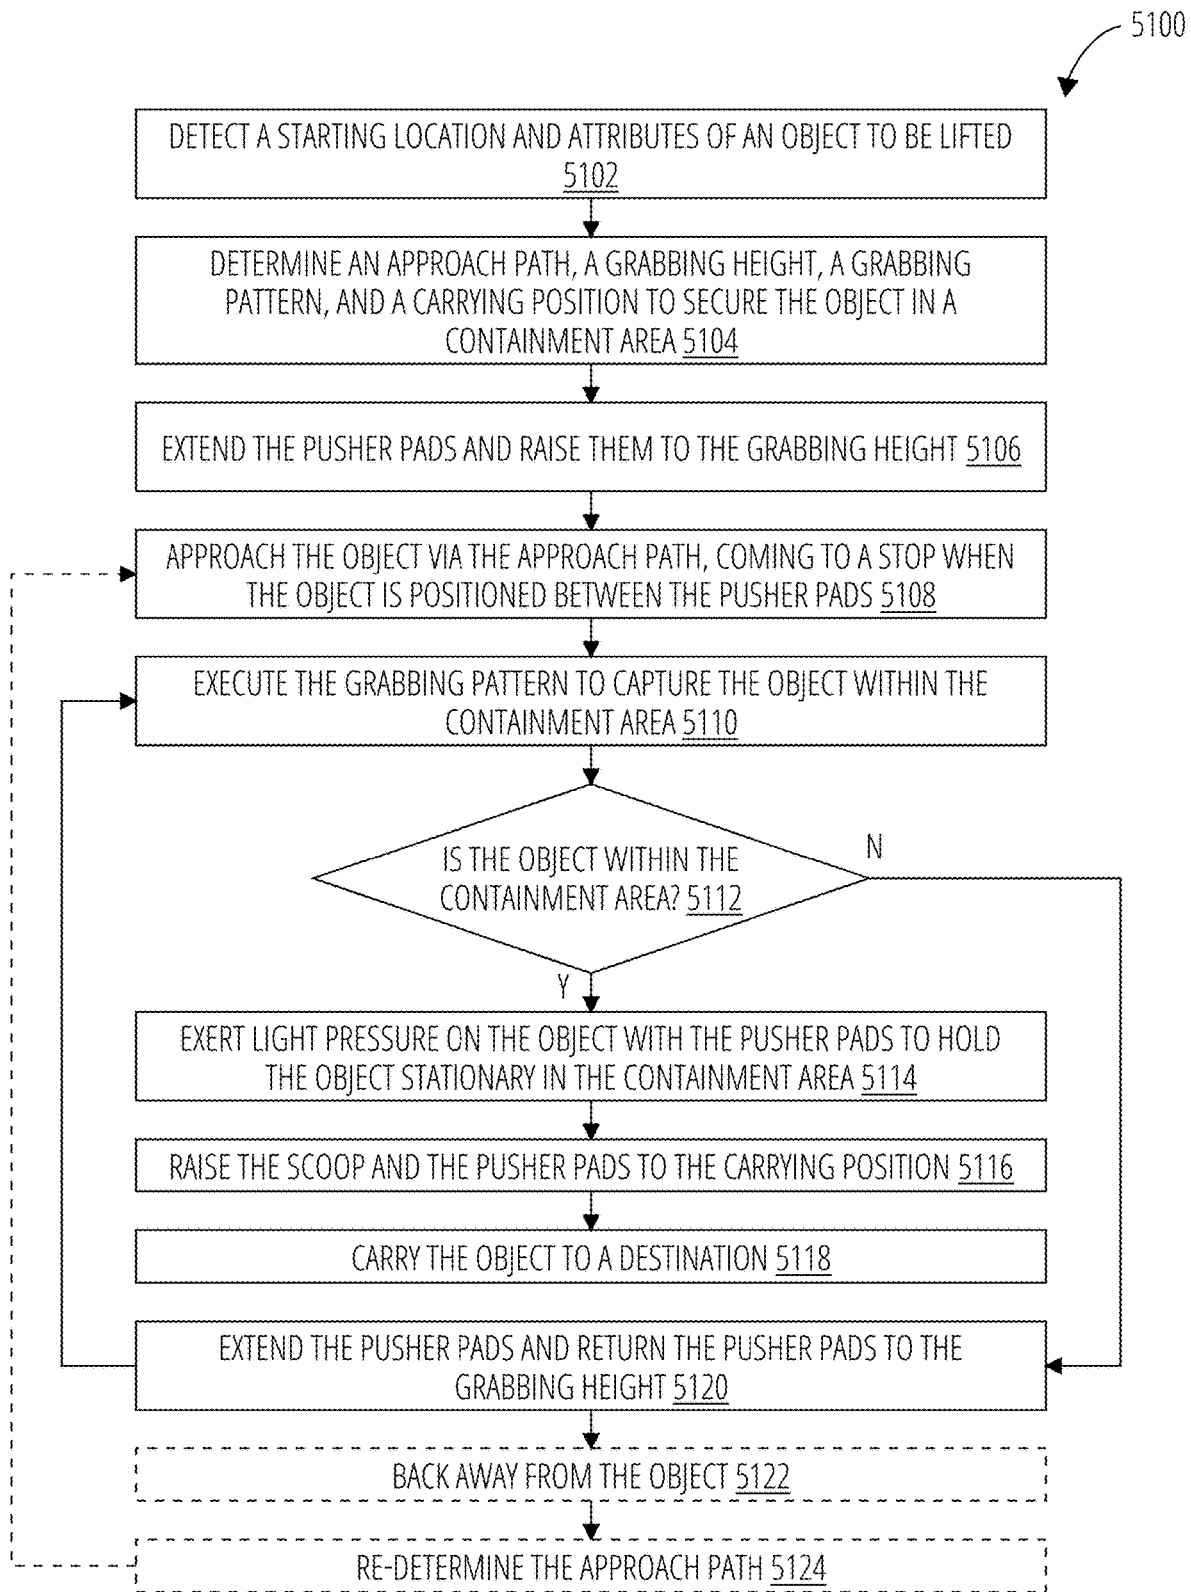 5100
DETECT A STARTING LOCATION AND ATTRIBUTES OF AN OBJECT TO BE LIFTED
5102
DETERMINE AN APPROACH PATH, A GRABBING HEIGHT, A GRABBING
PATTERN, AND A CARRYING POSITION TO SECURE THE OBJECT IN A
CONTAINMENT AREA 5104
EXTEND THE PUSHER PADS AND RAISE THEM TO THE GRABBING HEIGHT 5106
APPROACH THE OBJECT VIA THE APPROACH PATH, COMING TO A STOP WHEN
THE OBJECT IS POSITIONED BETWEEN THE PUSHER PADS 5108
EXECUTE THE GRABBING PATTERN TO CAPTURE THE OBJECT WITHIN THE
CONTAINMENT AREA 5110
IS THE OBJECT WITHIN THE
CONTAINMENT AREA? 5112
N
Y
EXERT LIGHT PRESSURE ON THE OBJECT WITH THE PUSHER PADS TO HOLD
THE OBJECT STATIONARY IN THE CONTAINMENT AREA 5114
RAISE THE SCOOP AND THE PUSHER PADS TO THE CARRYING POSITION 5116
CARRY THE OBJECT TO A DESTINATION 5118
EXTEND THE PUSHER PADS AND RETURN THE PUSHER PADS TO THE
GRABBING HEIGHT 5120
BACK AWAY FROM THE OBJECT 5122
RE-DETERMINE THE APPROACH PATH 5124